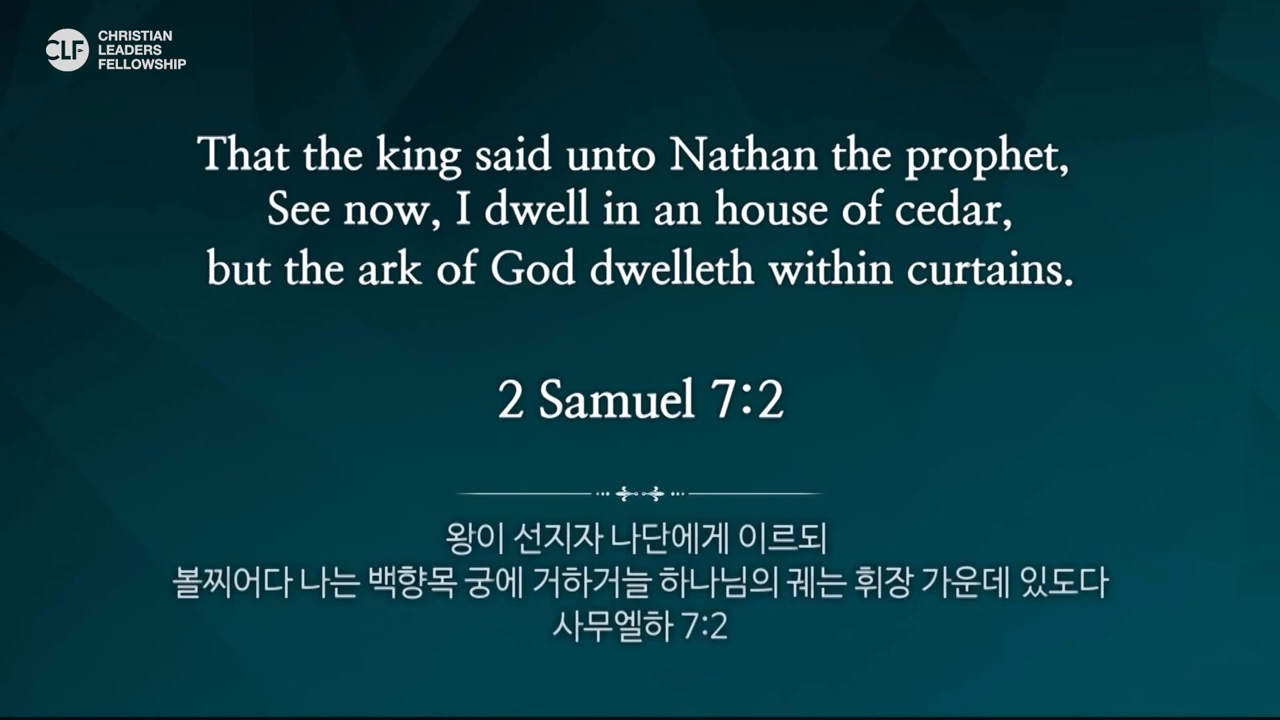 CLF
CHRISTIAN
LEADERS
FELLOWSHIP
That the king said unto Nathan the prophet,
See now, I dwell in an house of cedar,
but the ark of God dwelleth within curtains.
2 Samuel 7:2
왕이 선지자 나단에게 이르되
볼찌어다 나는 백향목 궁에 거하거늘 하나님의 궤는 휘장 가운데 있도다
사무엘하 7:2